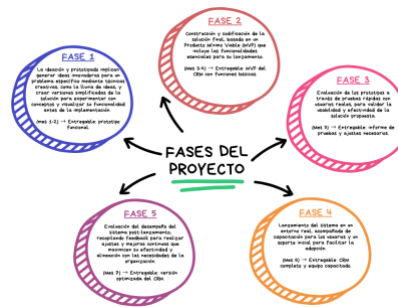 FASE 2
Construcción y codificación de la
solución final, basada en un
Producto Mínimo Viable (MVP) que
incluye las funcionalidades
esenciales para su lanzamiento.
(Mes 3-4) → Entregable: MVP del
CRM con funciones básicas.
FASE 1
La ideación y prototipado implican
generar ideas innovadoras para un
problema específico mediante técnicas
creativas, como la lluvia de ideas, y
crear versiones simplificadas de la
solución para experimentar con
conceptos y visualizar su funcionalidad
antes de la implementación.
(Mes 1-2) → Entregable: prototipo
funcional.
FASE 3
Evaluación de los prototipos a
través de pruebas rápidas con
usuarios reales, para validar la
usabilidad y efectividad de la
solución propuesta.
(Mes 5) → Entregable: informe de
pruebas y ajustes necesarios.
FASES DEL
PROYECTO
FASE 5
Evaluación del desempeño del
sistema post-lanzamiento,
recopilando feedback para realizar
ajustes y mejoras continuas que
maximicen su efectividad y
alineación con las necesidades de la
organización.
(Mes 7) → Entregable: versión
optimizada del CRM.
FASE 4
Lanzamiento del sistema en un
entorno real, acompañado de
capacitación para los usuarios y un
soporte inicial para facilitar la
adopción.
(Mes 6) → Entregable: CRM
completo y equipo capacitado.